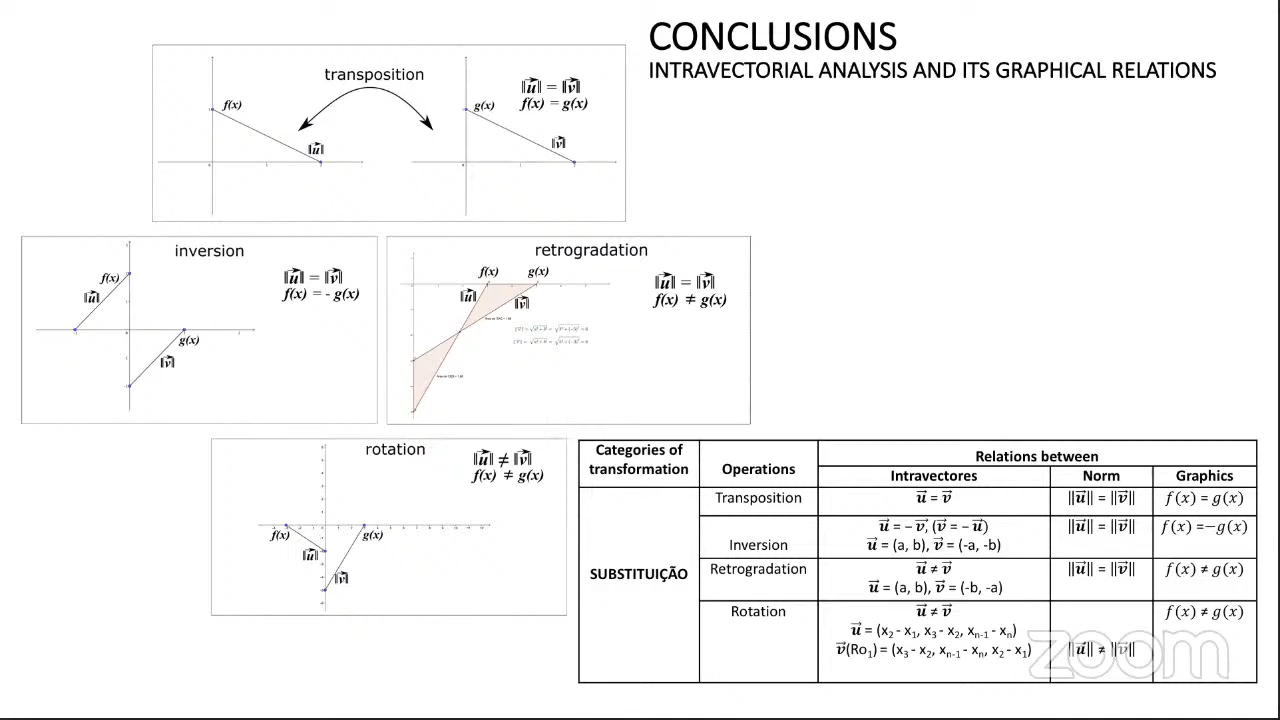 CONCLUSIONS
INTRAVECTORIAL ANALYSIS AND ITS GRAPHICAL RELATIONS
transposition
f(x)
‖u⃗‖
g(x)
‖v⃗‖
‖u⃗‖ = ‖v⃗‖
f(x) = g(x)
inversion
f(x)
‖u⃗‖
g(x)
‖v⃗‖
‖u⃗‖ = ‖v⃗‖
f(x) = - g(x)
retrogradation
f(x)
g(x)
‖u⃗‖
‖v⃗‖
‖u⃗‖ = ‖v⃗‖
f(x) ≠ g(x)
rotation
f(x)
g(x)
‖u⃗‖
‖v⃗‖
‖u⃗‖ ≠ ‖v⃗‖
f(x) ≠ g(x)
Categories of
transformation
Operations
Relations between
Intravectores
Norm
Graphics
SUBSTITUIÇÃO
Transposition
u⃗ = v⃗
‖u⃗‖ = ‖v⃗‖
f(x) = g(x)
Inversion
u⃗ = − v⃗, (v⃗ = − u⃗)
u⃗ = (a, b), v⃗ = (-a, -b)
‖u⃗‖ = ‖v⃗‖
f(x) =−g(x)
Retrogradation
u⃗ ≠ v⃗
u⃗ = (a, b), v⃗ = (-b, -a)
‖u⃗‖ = ‖v⃗‖
f(x) ≠ g(x)
Rotation
u⃗ ≠ v⃗
u⃗ = (x₂ - x₁, x₃ - x₂, xₙ₋₁ - xₙ)
v⃗(Ro₁) = (x₃ - x₂, xₙ₋₁ - xₙ, x₂ - x₁)
‖u⃗‖ ≠ ‖v⃗‖
f(x) ≠ g(x)
zoom